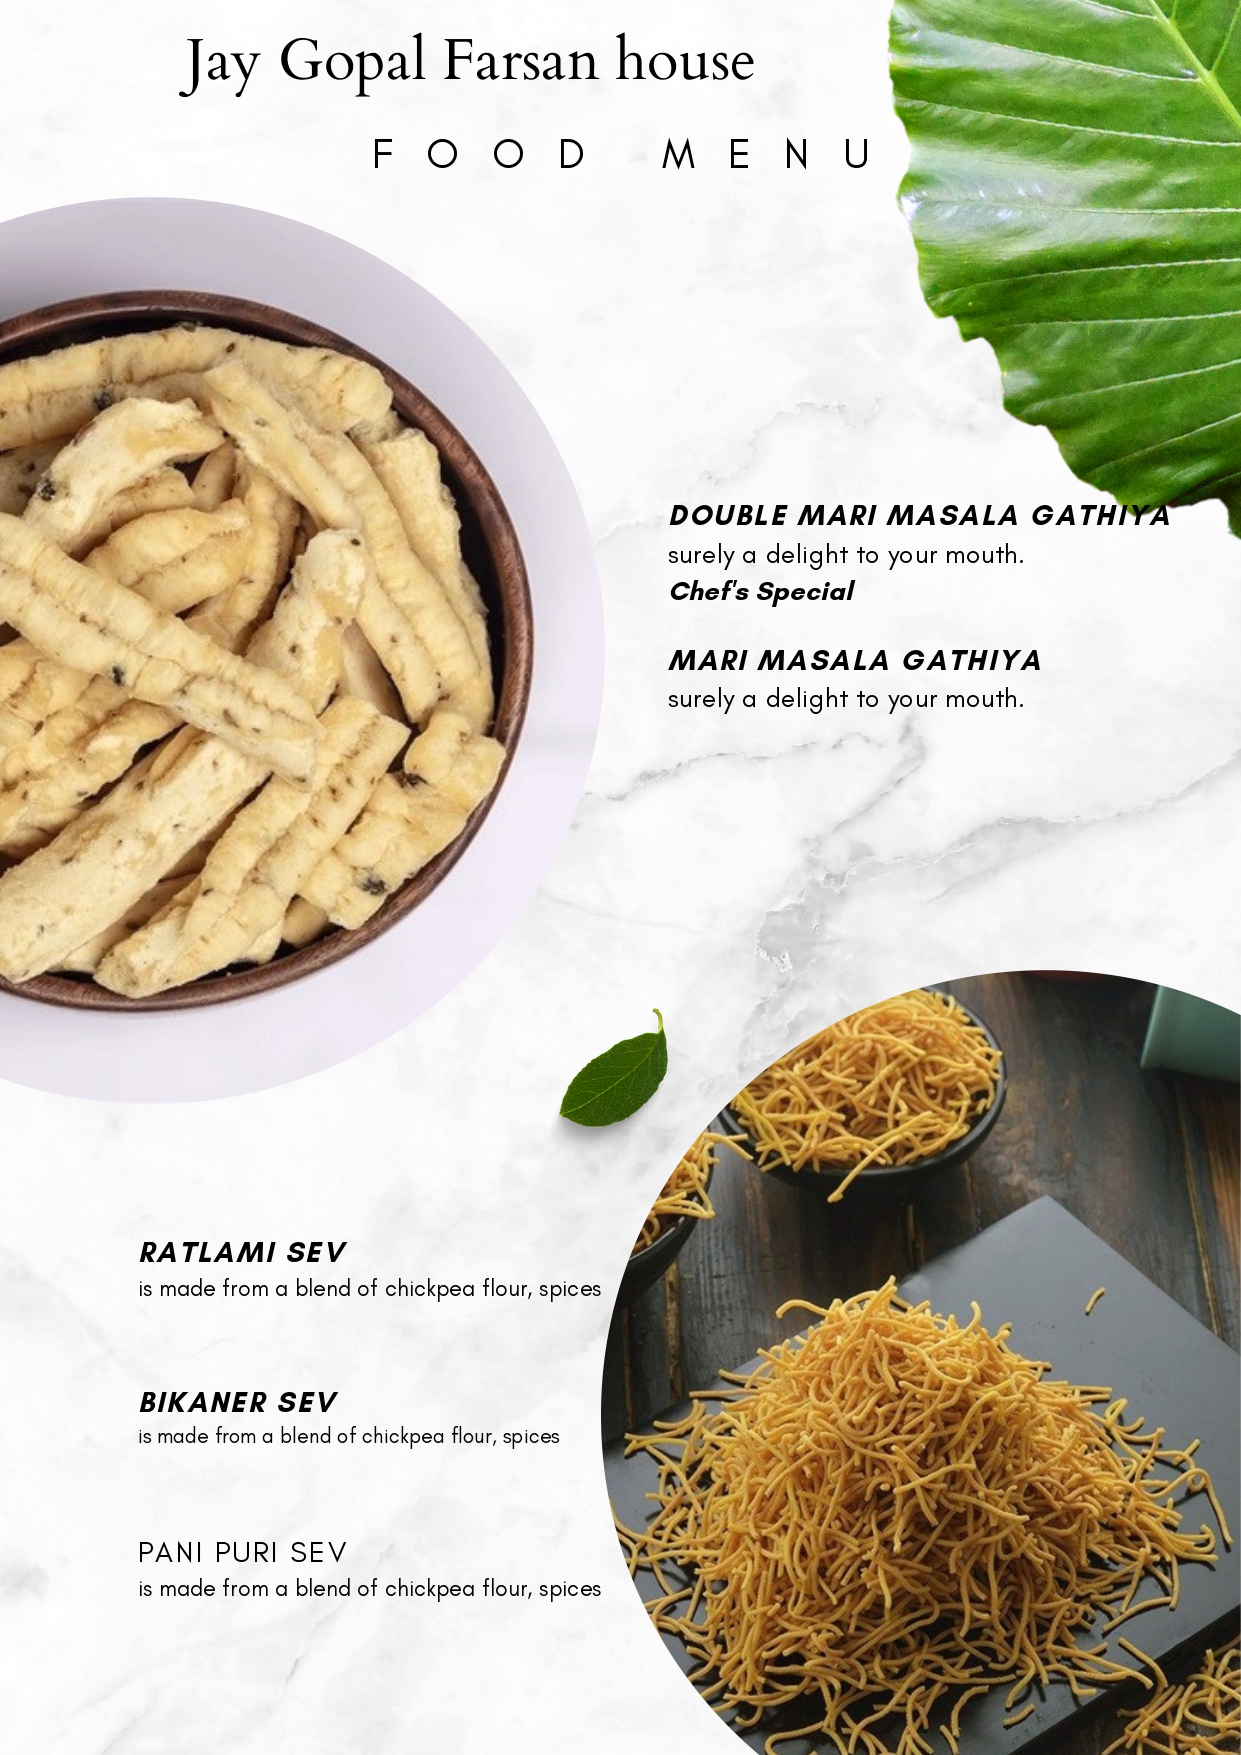 Jay Gopal Farsan house
FOOD MENU
DOUBLE MARI MASALA GATHIYA
surely a delight to your mouth.
Chef's Special
MARI MASALA GATHIYA
surely a delight to your mouth.
RATLAMI SEV
is made from a blend of chickpea flour, spices
BIKANER SEV
is made from a blend of chickpea flour, spices
PANI PURI SEV
is made from a blend of chickpea flour, spices